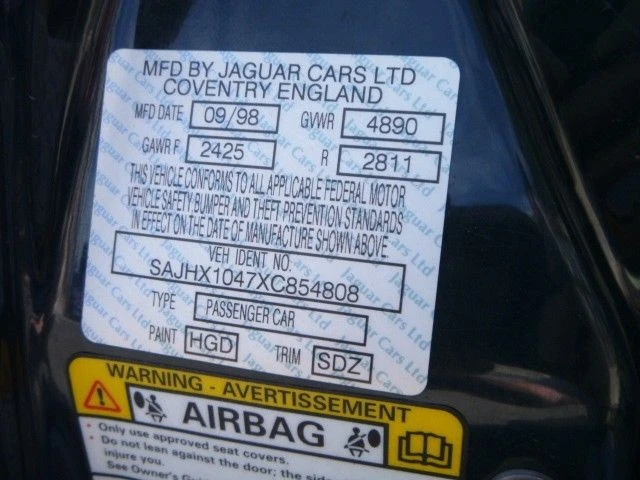 MFD BY JAGUAR CARS LTD
COVENTRY ENGLAND
MFD DATE 09/98 GVWR 4890
GAWR F 2425 R 2811
THIS VEHICLE CONFORMS TO ALL APPLICABLE FEDERAL MOTOR
VEHICLE SAFETY BUMPER AND THEFT PREVENTION STANDARDS
IN EFFECT ON THE DATE OF MANUFACTURE SHOWN ABOVE.
VEH IDENT NO.
SAJHX1047XC854808
TYPE PASSENGER CAR
PAINT HGD TRIM SDZ
WARNING - AVERTISSEMENT
AIRBAG
• Only use approved seat covers.
• Do not lean against the door; the side
injure you.
See Owner's